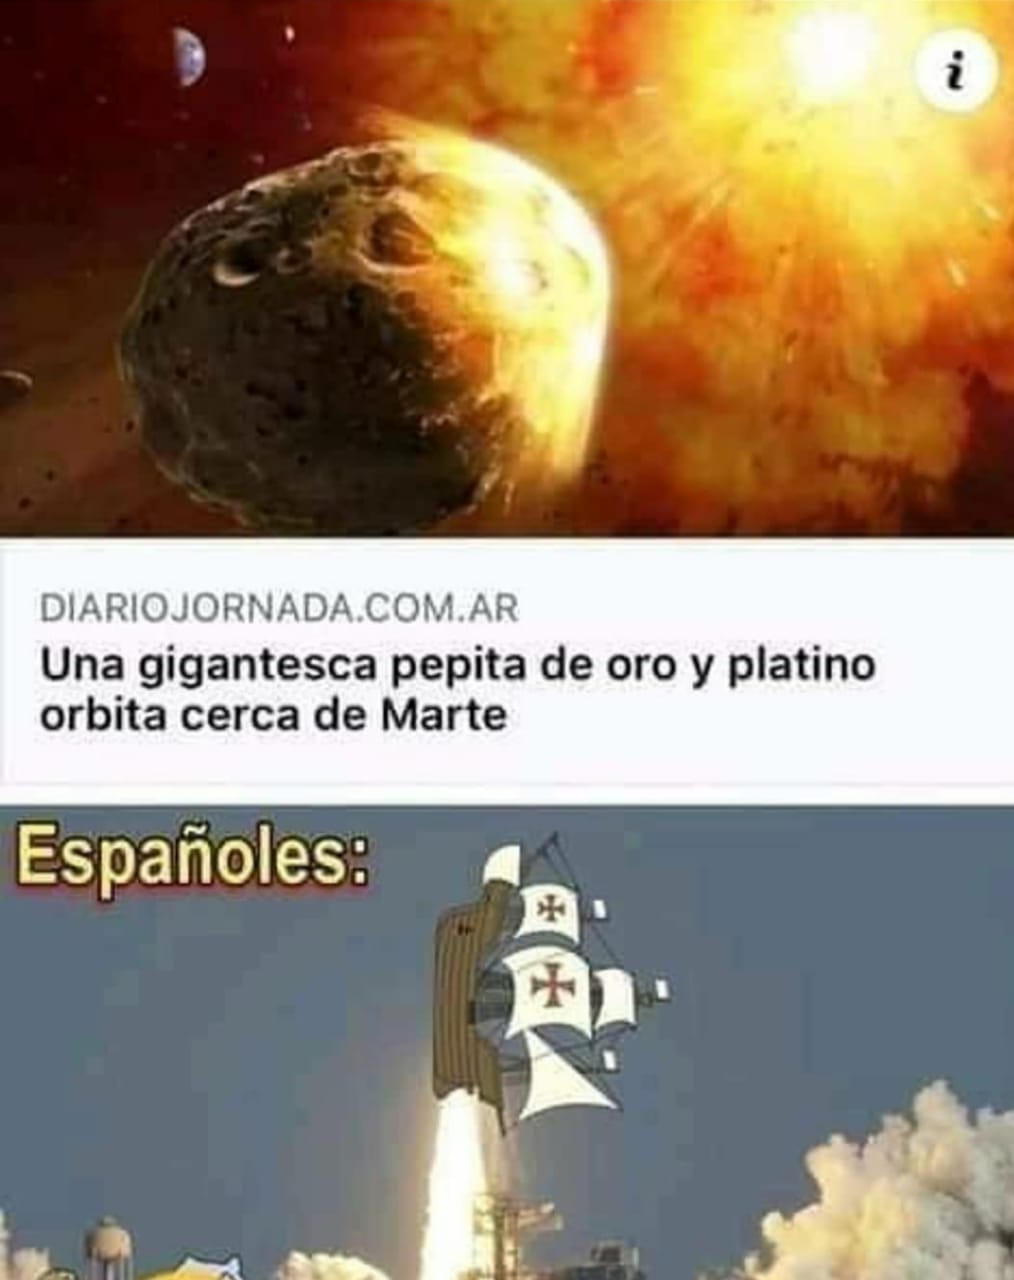 i
DIARIOJORNADA.COM.AR
Una gigantesca pepita de oro y platino
orbita cerca de Marte
Españoles: